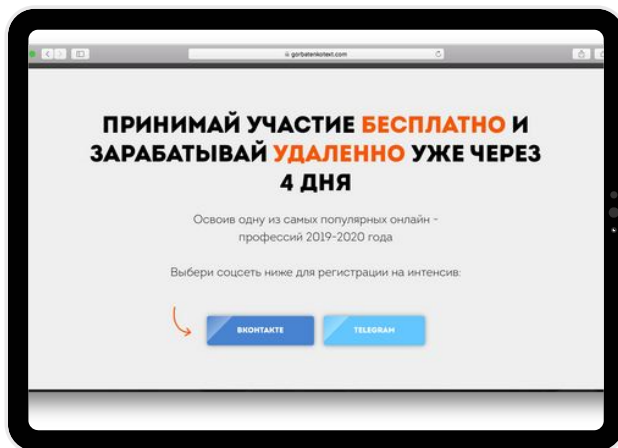 gorbatenkotext.com
ПРИНИМАЙ УЧАСТИЕ БЕСПЛАТНО И
ЗАРАБАТЫВАЙ УДАЛЕННО УЖЕ ЧЕРЕЗ
4 ДНЯ
Освоив одну из самых популярных онлайн -
профессий 2019-2020 года
Выбери соцсеть ниже для регистрации на интенсив:
ВКОНТАКТЕ
TELEGRAM